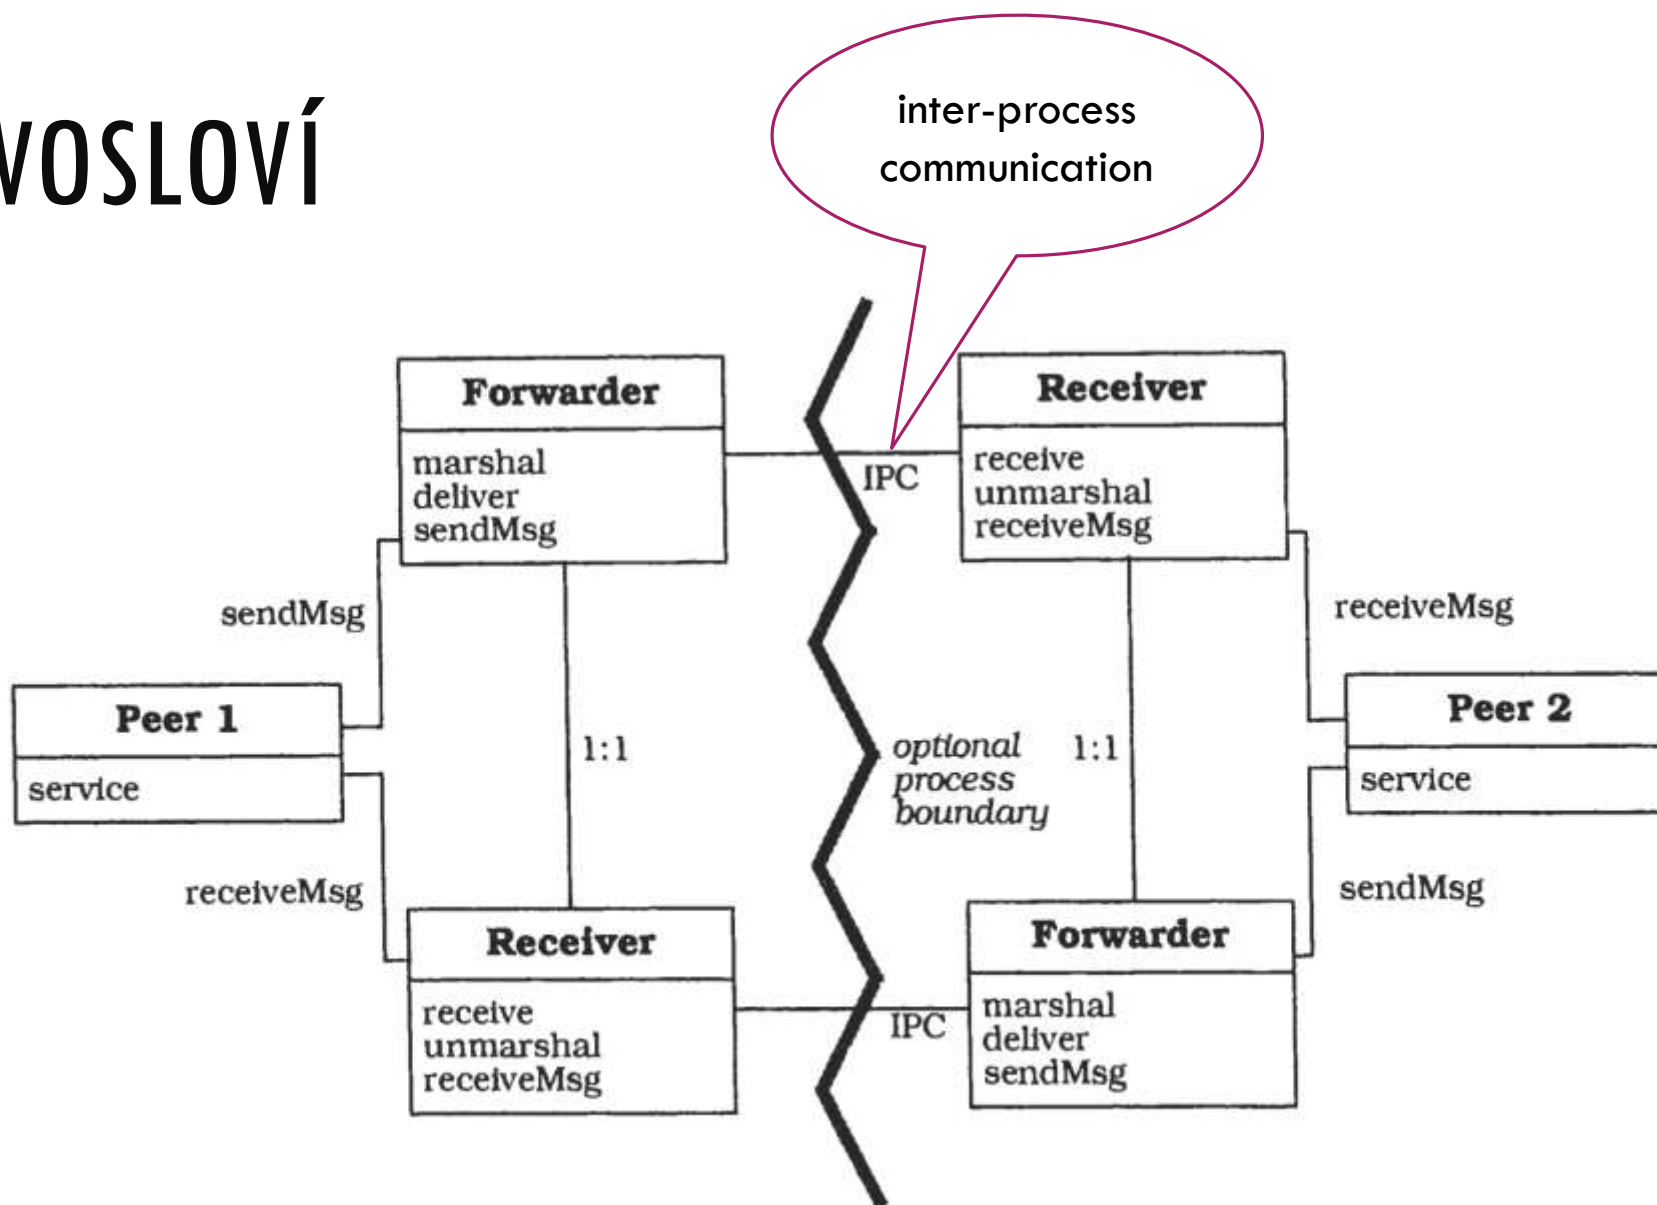 VOSLOVÍ
inter-process
communication
Forwarder
marshal
deliver
sendMsg
IPC
Receiver
receive
unmarshal
receiveMsg
sendMsg
receiveMsg
Peer 1
service
1:1
optional
process
boundary
1:1
Peer 2
service
receiveMsg
sendMsg
Receiver
receive
unmarshal
receiveMsg
IPC
Forwarder
marshal
deliver
sendMsg